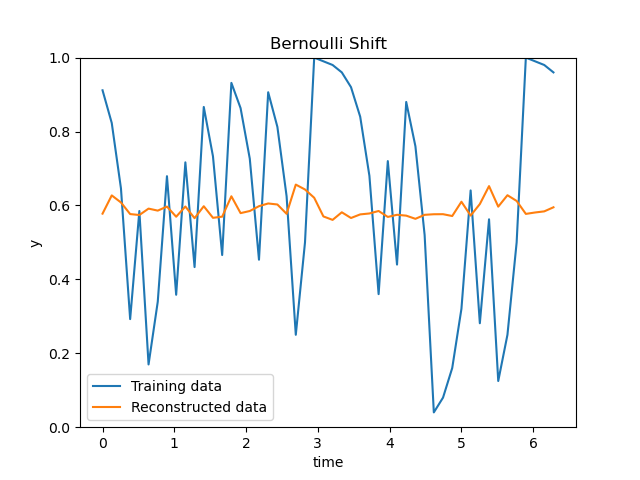 Bernoulli Shift
1.0
0.8
0.6
0.4
0.2
0.0
y
Training data
Reconstructed data
0 1 2 3 4 5 6
time